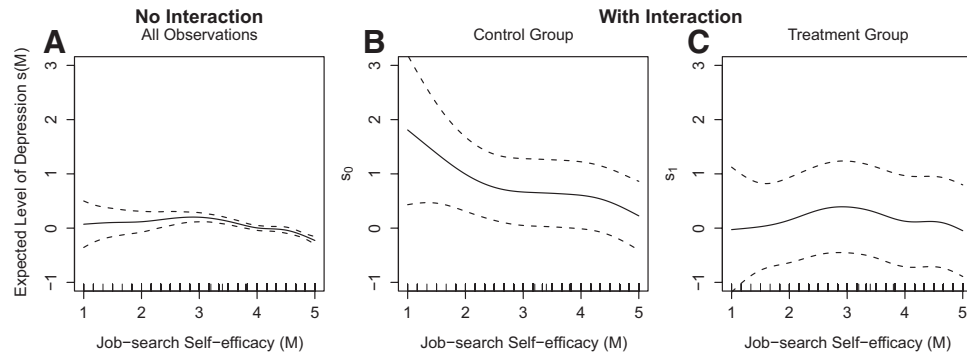 No Interaction
With Interaction
A
All Observations
B
Control Group
C
Treatment Group
Expected Level of Depression s(M)
3
2
1
0
−1
1 2 3 4 5
Job−search Self−efficacy (M)
s0
3
2
1
0
−1
1 2 3 4 5
Job−search Self−efficacy (M)
s1
3
2
1
0
−1
1 2 3 4 5
Job−search Self−efficacy (M)